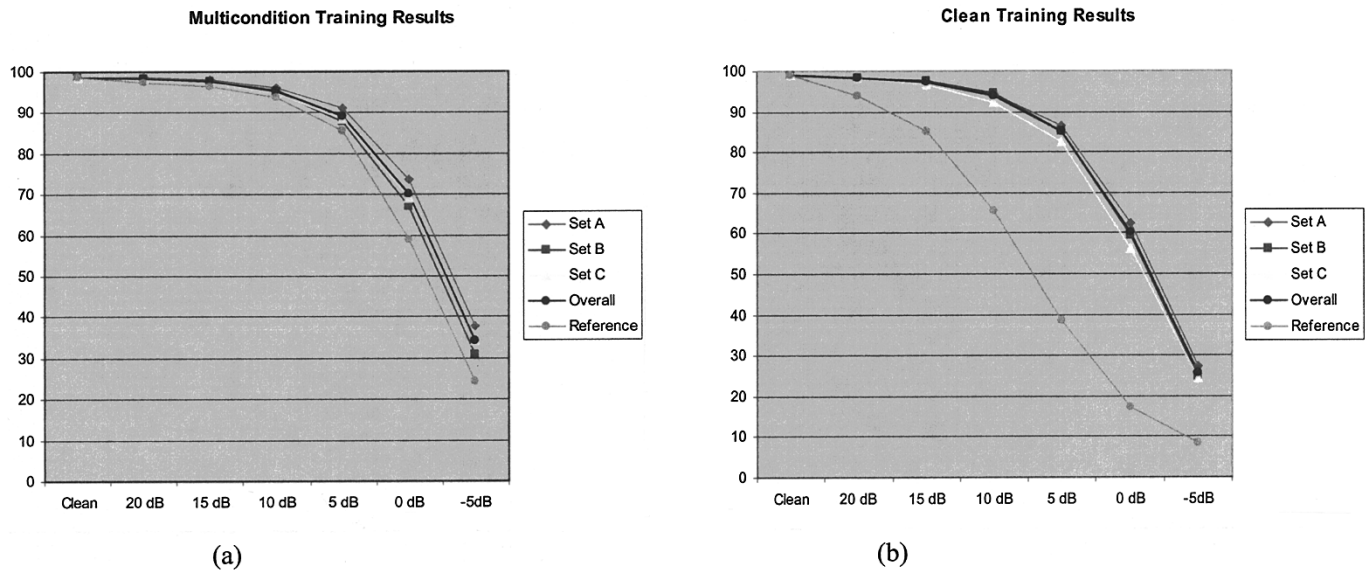 Multicondition Training Results
100
90
80
70
60
50
40
30
20
10
0
Clean 20 dB 15 dB 10 dB 5 dB 0 dB -5dB
Set A
Set B
Set C
Overall
Reference
(a)
Clean Training Results
100
90
80
70
60
50
40
30
20
10
0
Clean 20 dB 15 dB 10 dB 5 dB 0 dB -5dB
Set A
Set B
Set C
Overall
Reference
(b)